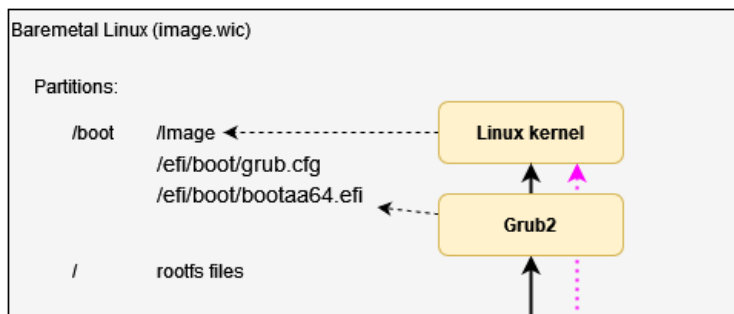 Baremetal Linux (image.wic)
Partitions:
/boot /Image
Linux kernel
/efi/boot/grub.cfg
/efi/boot/bootaa64.efi
Grub2
/ rootfs files